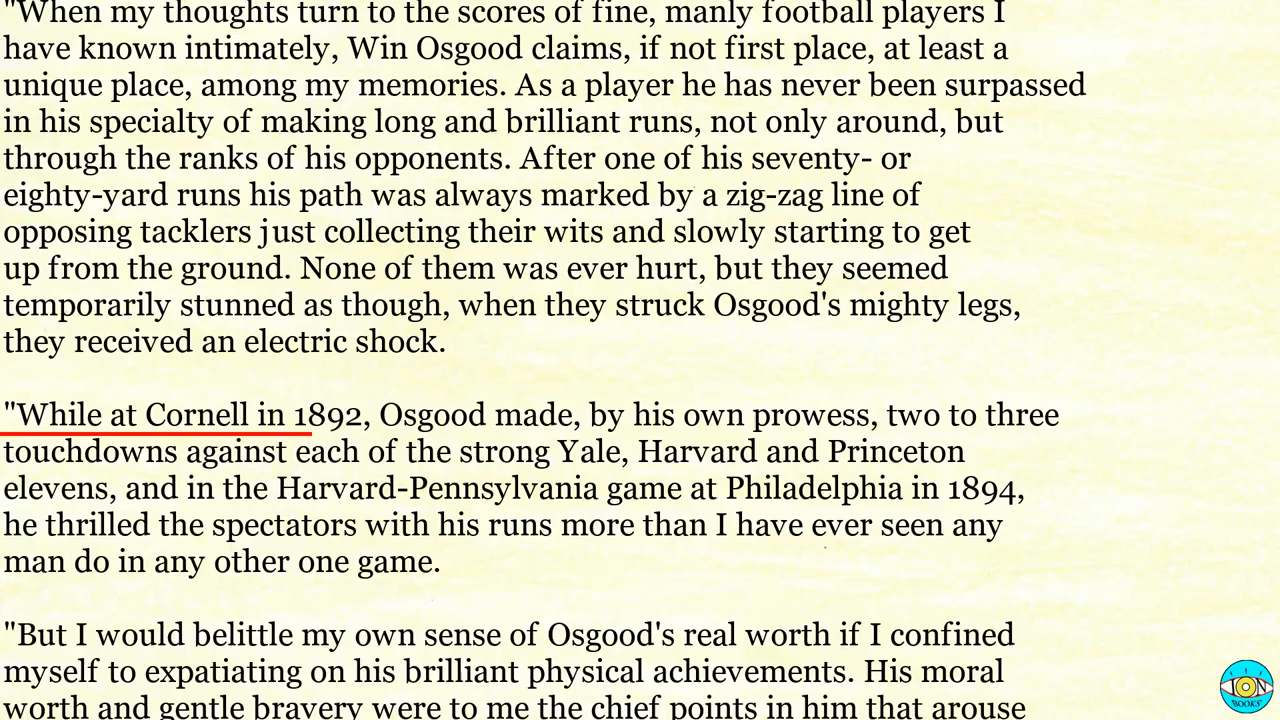 "When my thoughts turn to the scores of fine, manly football players I
have known intimately, Win Osgood claims, if not first place, at least a
unique place, among my memories. As a player he has never been surpassed
in his specialty of making long and brilliant runs, not only around, but
through the ranks of his opponents. After one of his seventy- or
eighty-yard runs his path was always marked by a zig-zag line of
opposing tacklers just collecting their wits and slowly starting to get
up from the ground. None of them was ever hurt, but they seemed
temporarily stunned as though, when they struck Osgood's mighty legs,
they received an electric shock.
"While at Cornell in 1892, Osgood made, by his own prowess, two to three
touchdowns against each of the strong Yale, Harvard and Princeton
elevens, and in the Harvard-Pennsylvania game at Philadelphia in 1894,
he thrilled the spectators with his runs more than I have ever seen any
man do in any other one game.
"But I would belittle my own sense of Osgood's real worth if I confined
myself to expatiating on his brilliant physical achievements. His moral
worth and gentle bravery were to me the chief points in him that arouse
ION
BOOKS